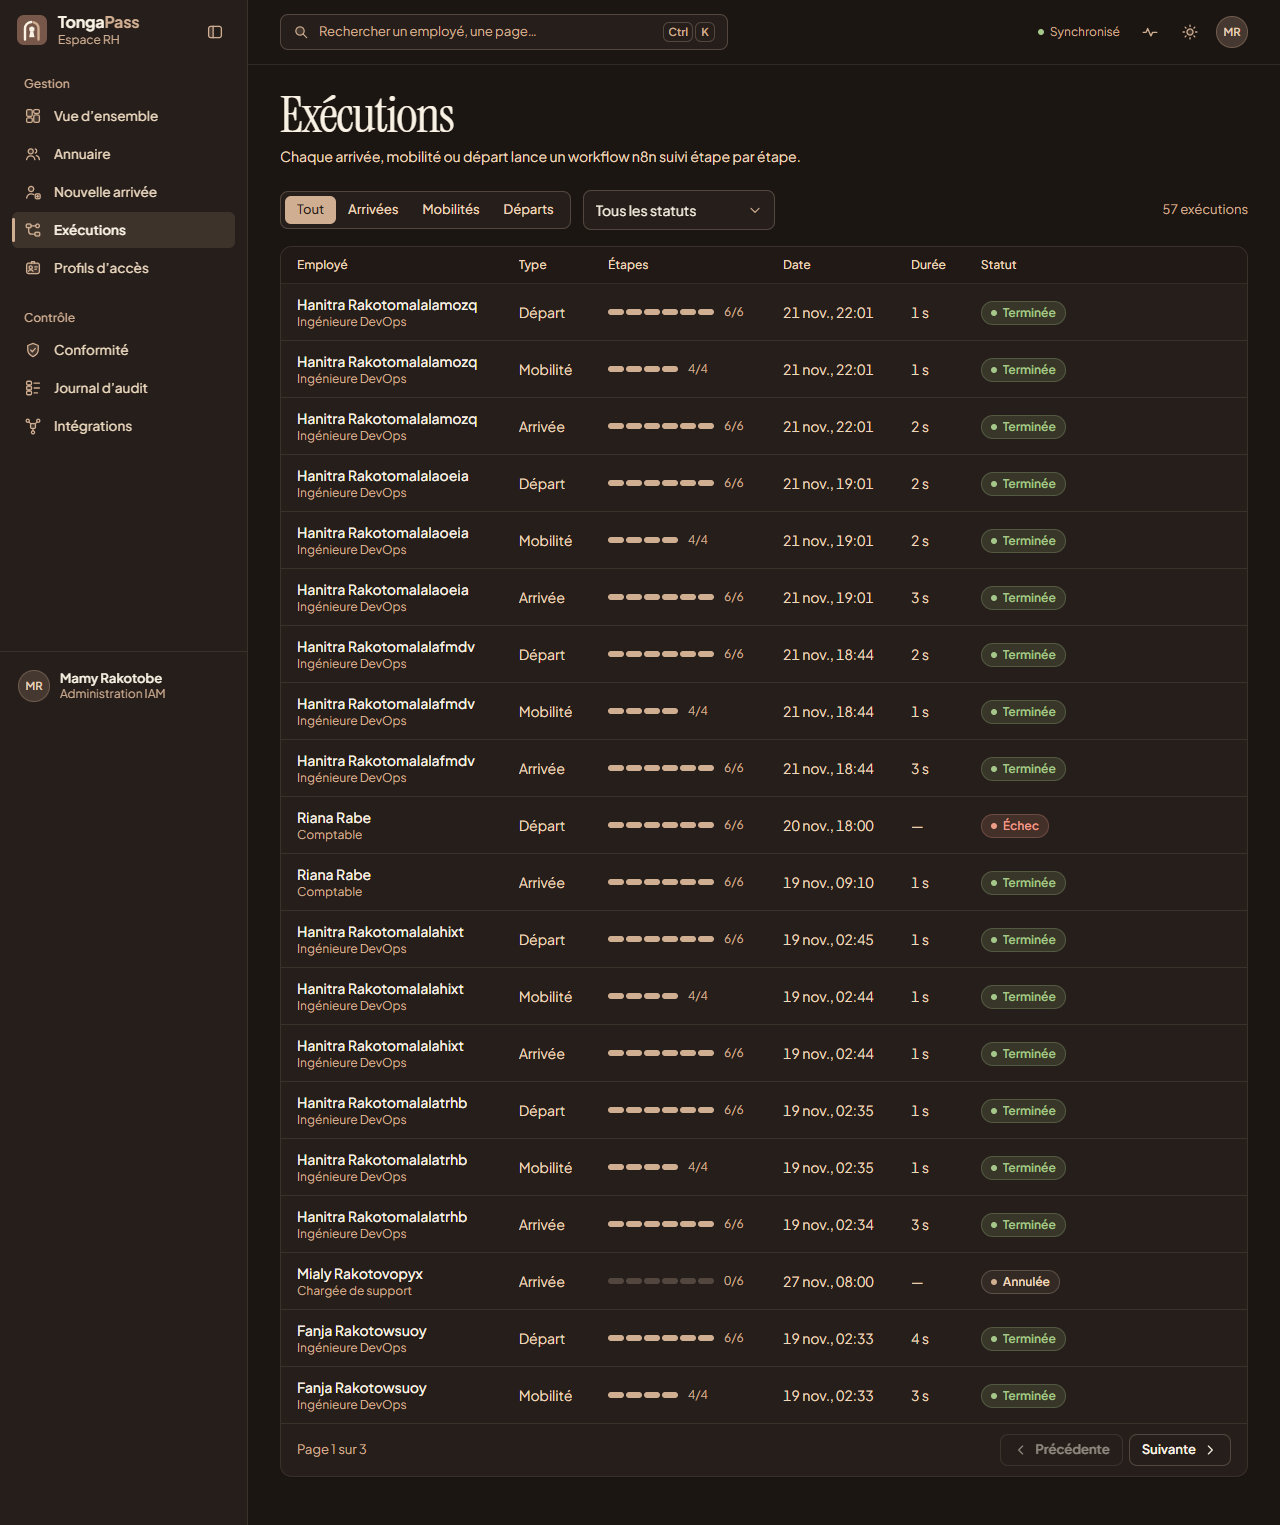 TongaPass
Espace RH
Rechercher un employé, une page…
Ctrl K
Synchronisé
MR
Gestion
Vue d’ensemble
Annuaire
Nouvelle arrivée
Exécutions
Profils d’accès
Contrôle
Conformité
Journal d’audit
Intégrations
MR
Mamy Rakotobe
Administration IAM
Exécutions
Chaque arrivée, mobilité ou départ lance un workflow n8n suivi étape par étape.
Tout Arrivées Mobilités Départs Tous les statuts 57 exécutions
Employé Type Étapes Date Durée Statut
Hanitra Rakotomalalamozq
Ingénieure DevOps
Départ 6/6 21 nov., 22:01 1 s Terminée
Hanitra Rakotomalalamozq
Ingénieure DevOps
Mobilité 4/4 21 nov., 22:01 1 s Terminée
Hanitra Rakotomalalamozq
Ingénieure DevOps
Arrivée 6/6 21 nov., 22:01 2 s Terminée
Hanitra Rakotomalalaoeia
Ingénieure DevOps
Départ 6/6 21 nov., 19:01 2 s Terminée
Hanitra Rakotomalalaoeia
Ingénieure DevOps
Mobilité 4/4 21 nov., 19:01 2 s Terminée
Hanitra Rakotomalalaoeia
Ingénieure DevOps
Arrivée 6/6 21 nov., 19:01 3 s Terminée
Hanitra Rakotomalalafmdv
Ingénieure DevOps
Départ 6/6 21 nov., 18:44 2 s Terminée
Hanitra Rakotomalalafmdv
Ingénieure DevOps
Mobilité 4/4 21 nov., 18:44 1 s Terminée
Hanitra Rakotomalalafmdv
Ingénieure DevOps
Arrivée 6/6 21 nov., 18:44 3 s Terminée
Riana Rabe
Comptable
Départ 6/6 20 nov., 18:00 — Échec
Riana Rabe
Comptable
Arrivée 6/6 19 nov., 09:10 1 s Terminée
Hanitra Rakotomalalahixt
Ingénieure DevOps
Départ 6/6 19 nov., 02:45 1 s Terminée
Hanitra Rakotomalalahixt
Ingénieure DevOps
Mobilité 4/4 19 nov., 02:44 1 s Terminée
Hanitra Rakotomalalahixt
Ingénieure DevOps
Arrivée 6/6 19 nov., 02:44 1 s Terminée
Hanitra Rakotomalalatrhb
Ingénieure DevOps
Départ 6/6 19 nov., 02:35 1 s Terminée
Hanitra Rakotomalalatrhb
Ingénieure DevOps
Mobilité 4/4 19 nov., 02:35 1 s Terminée
Hanitra Rakotomalalatrhb
Ingénieure DevOps
Arrivée 6/6 19 nov., 02:34 3 s Terminée
Mialy Rakotovopyx
Chargée de support
Arrivée 0/6 27 nov., 08:00 — Annulée
Fanja Rakotowsuoy
Ingénieure DevOps
Départ 6/6 19 nov., 02:33 4 s Terminée
Fanja Rakotowsuoy
Ingénieure DevOps
Mobilité 4/4 19 nov., 02:33 3 s Terminée
Page 1 sur 3 Précédente Suivante